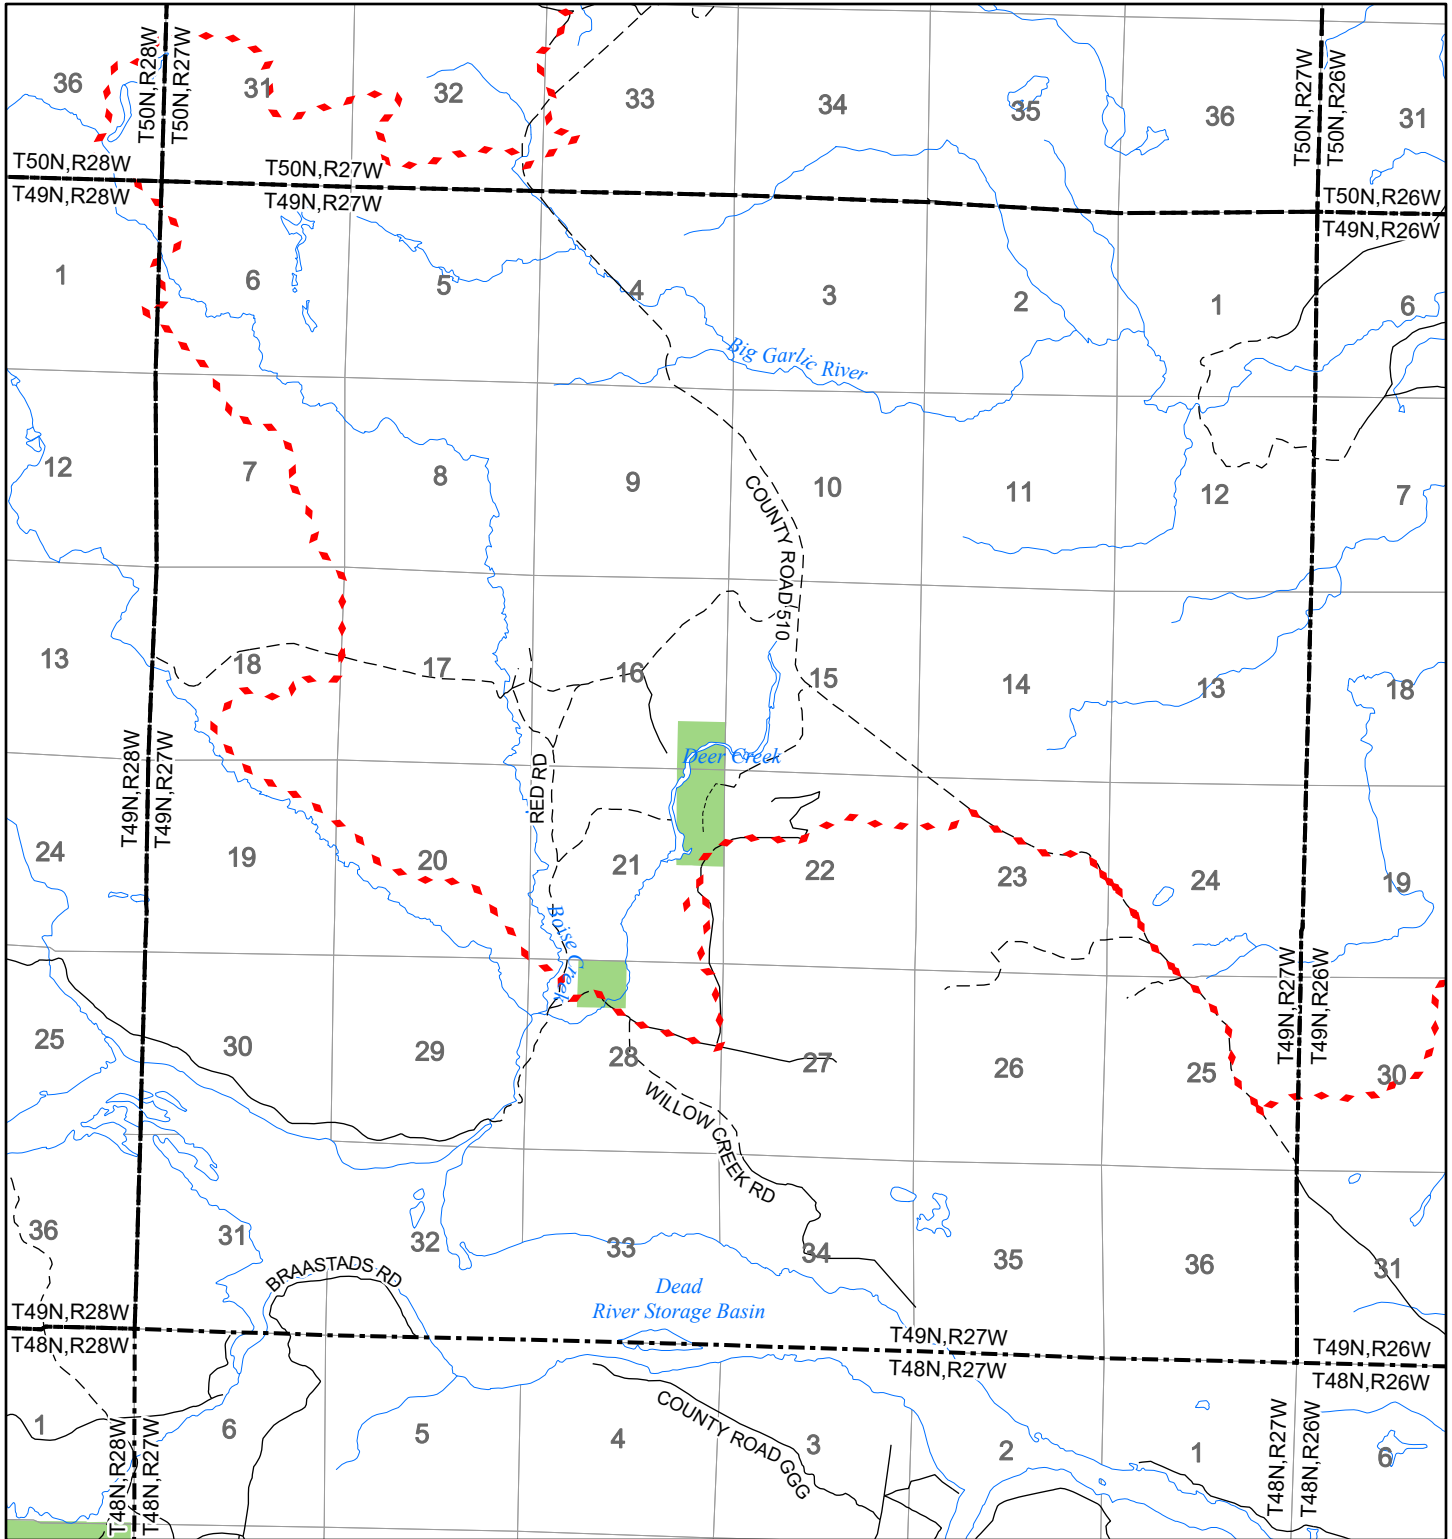 T50N,R28W
T50N,R27W
T50N,R27W
T50N,R26W
36
31
32
33
34
35
36
31
T50N,R28W
T50N,R27W
T50N,R26W
T49N,R28W
T49N,R27W
T49N,R26W
1
6
5
4
3
2
1
6
Big Garlic River
12
7
8
9
10
11
12
7
COUNTY ROAD 510
13
18
17
16
15
14
13
18
T49N,R28W
T49N,R27W
RED RD
Deer Creek
24
19
20
21
22
23
24
19
Boise Creek
T49N,R27W
T49N,R26W
25
30
29
28
27
26
25
30
WILLOW CREEK RD
36
31
32
33
34
35
36
31
BRAASTADS RD
Dead
River Storage Basin
T49N,R28W
T49N,R27W
T49N,R26W
T48N,R28W
T48N,R27W
T48N,R26W
1
6
5
4
3
2
1
6
COUNTY ROAD GGG
T48N,R28W
T48N,R27W
T48N,R27W
T48N,R26W